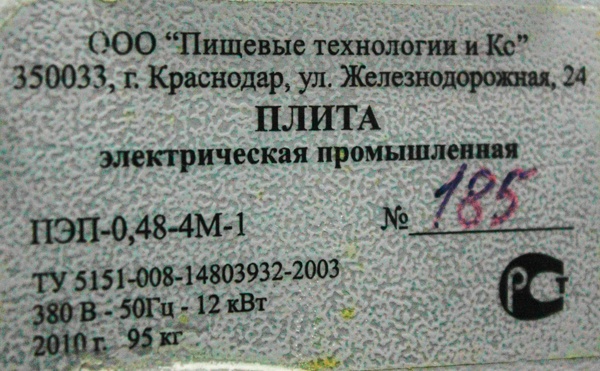 ООО “Пищевые технологии и Ко”
350033, г. Краснодар, ул. Железнодорожная, 24
ПЛИТА
электрическая промышленная
ПЭП-0,48-4М-1 № 185
ТУ 5151-008-14803932-2003
380 В - 50Гц - 12 кВт
2010 г. 95 кг
РСТ